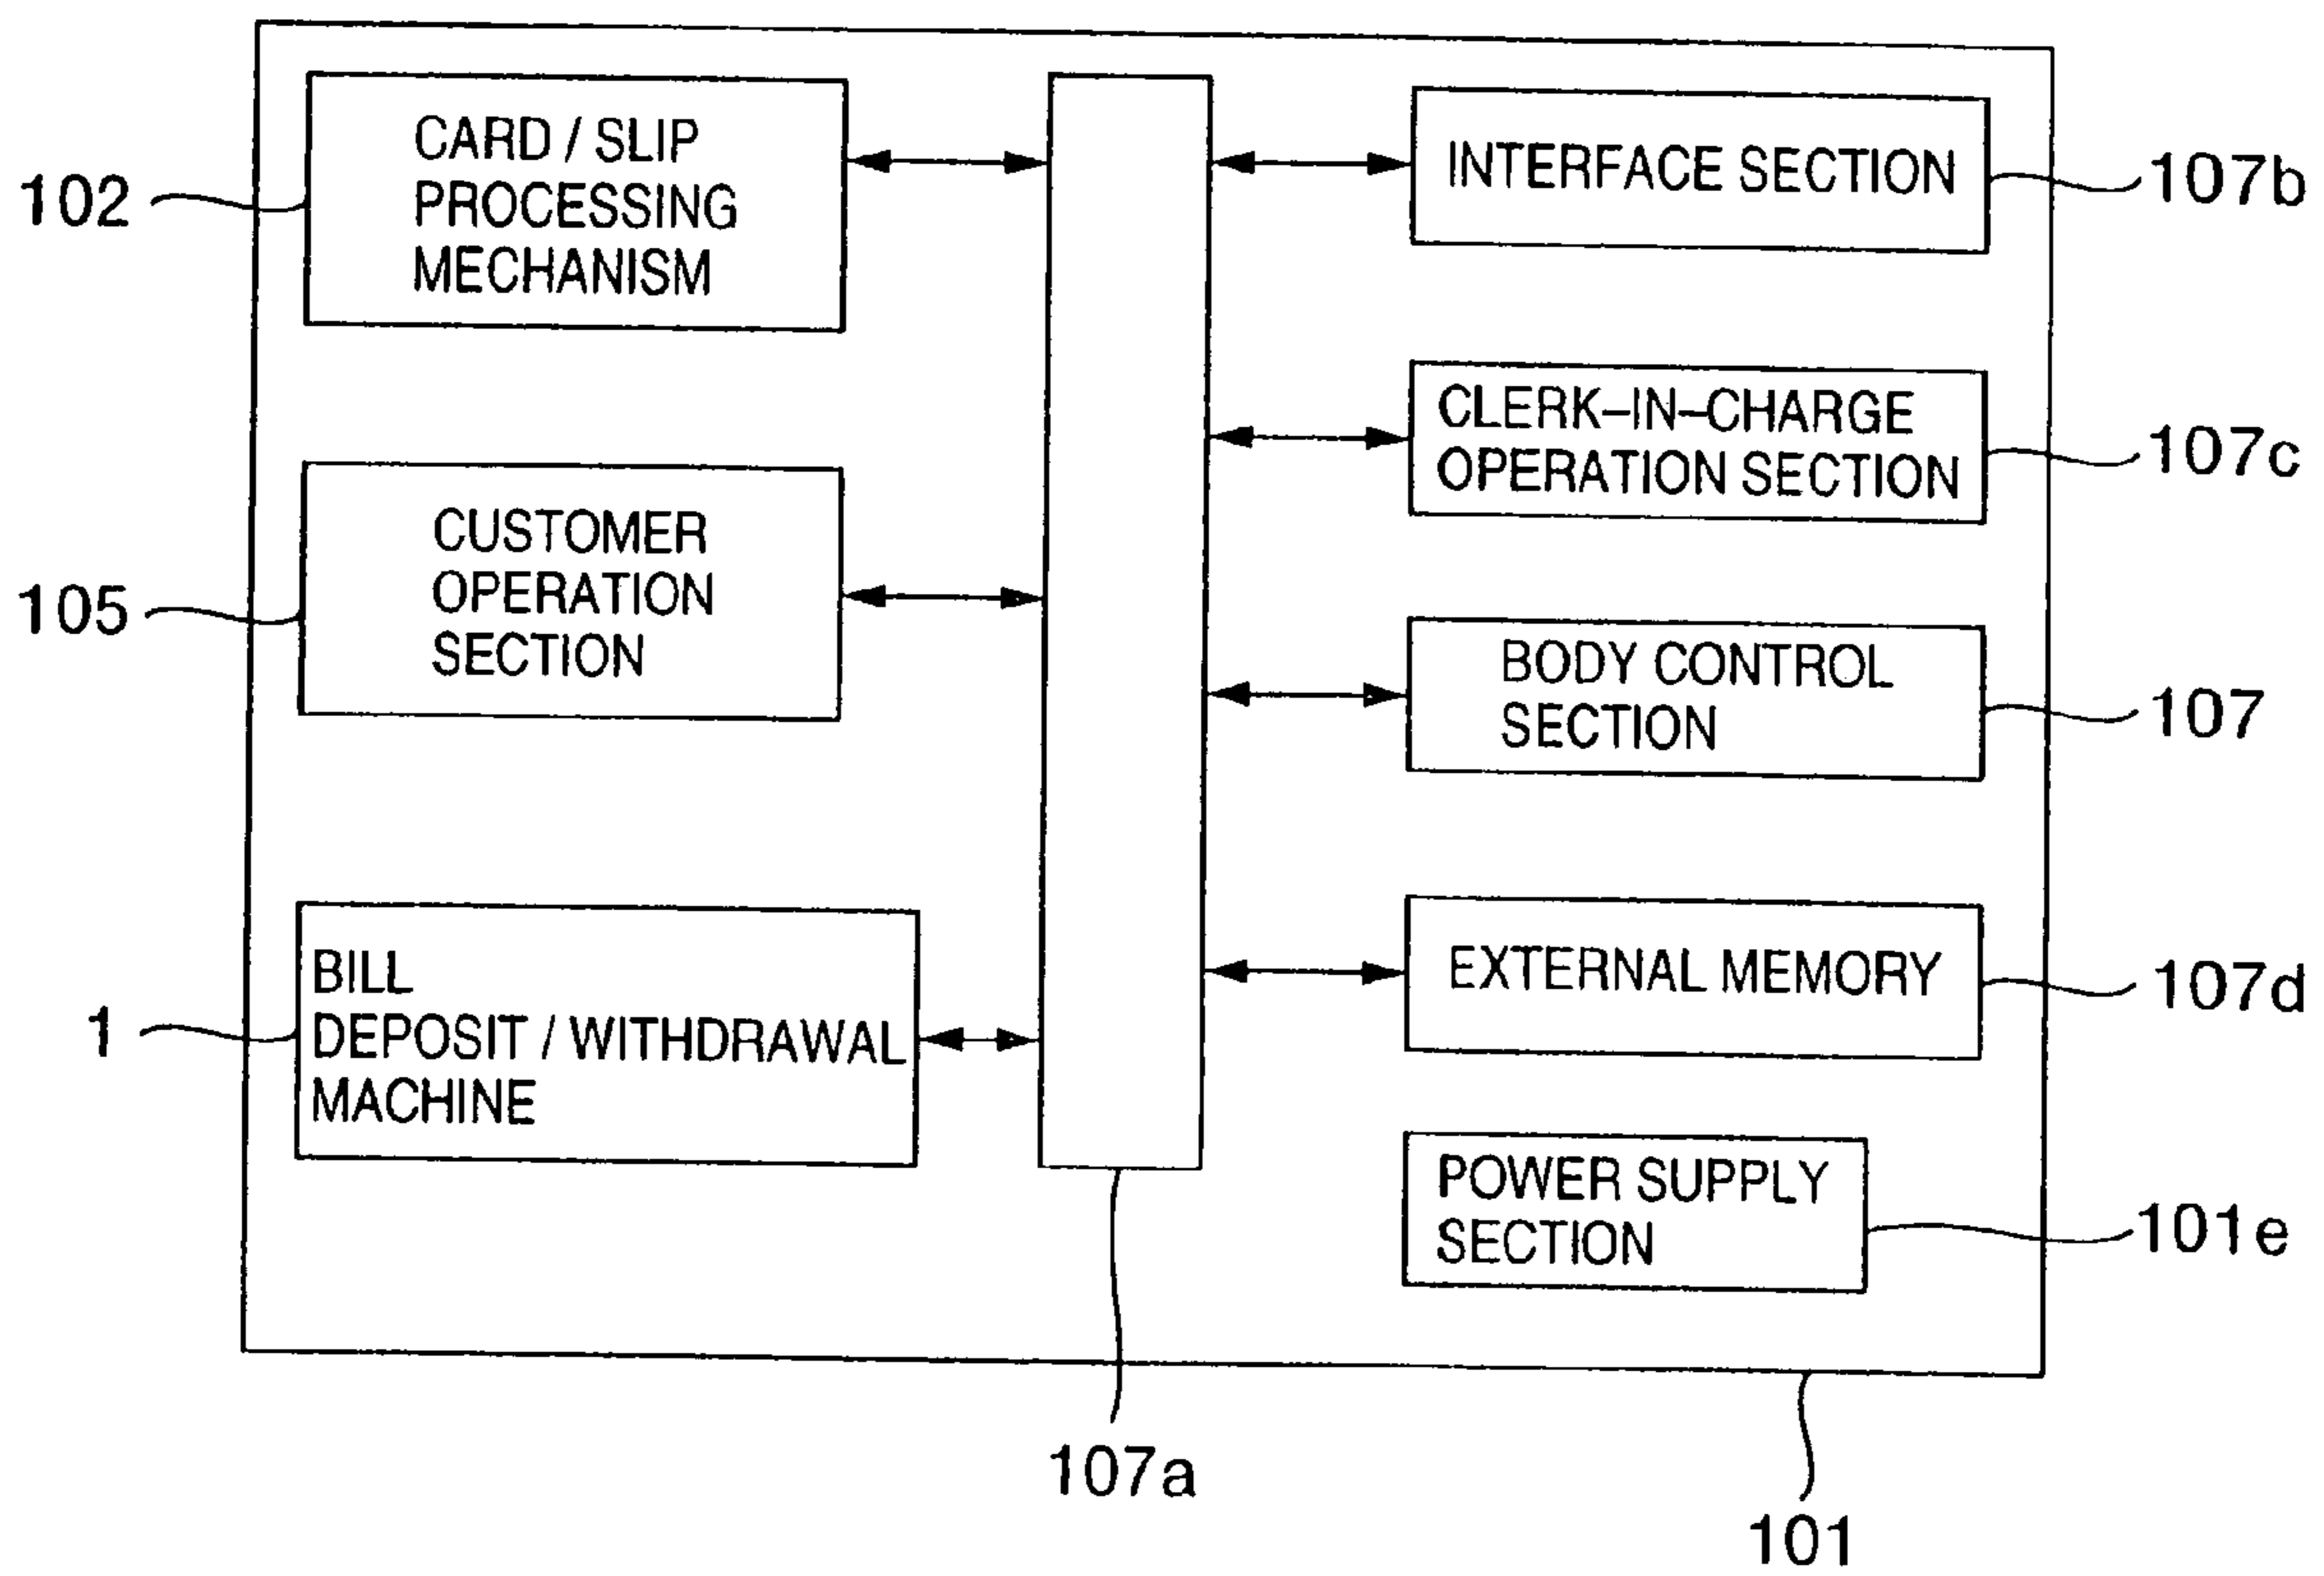 CARD / SLIP
PROCESSING
MECHANISM
102
CUSTOMER
OPERATION
SECTION
105
BILL
DEPOSIT / WITHDRAWAL
MACHINE
1
INTERFACE SECTION
107b
CLERK–IN–CHARGE
OPERATION SECTION
107c
BODY CONTROL
SECTION
107
EXTERNAL MEMORY
107d
POWER SUPPLY
SECTION
101e
107a
101